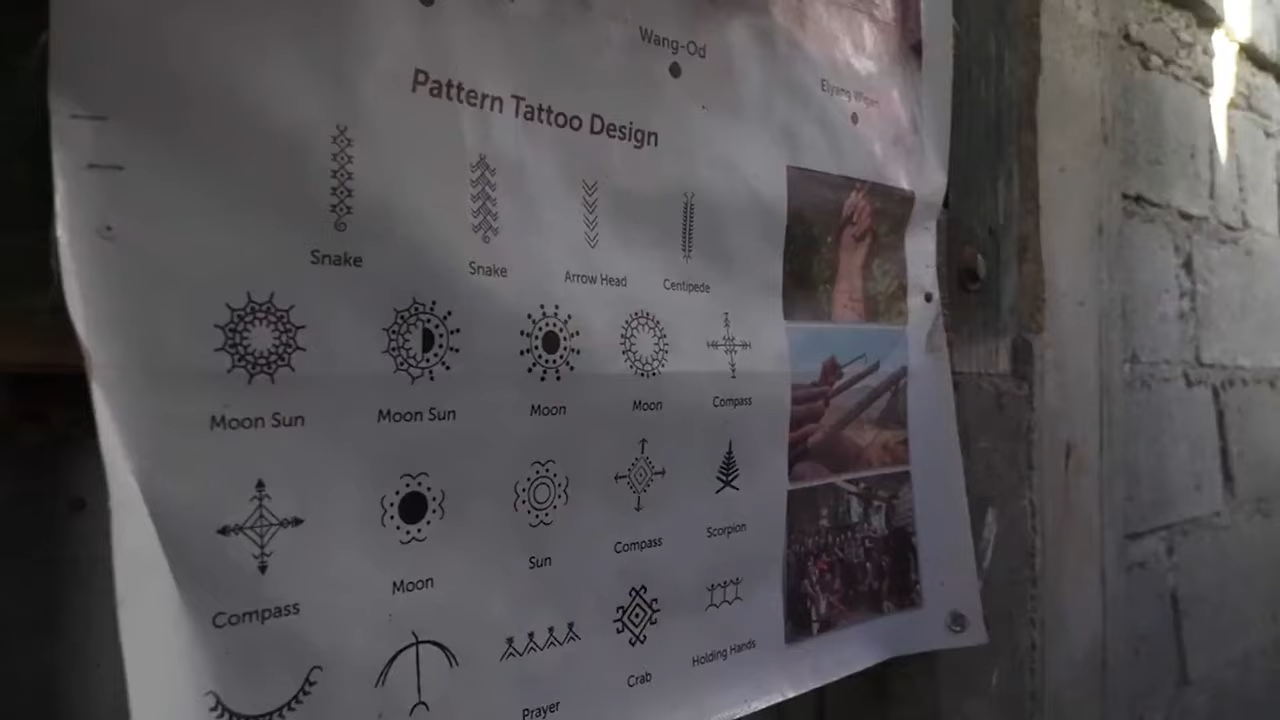 Wang-Od
Elyang Wigan
Pattern Tattoo Design
Snake
Snake
Arrow Head
Centipede
Moon Sun
Moon Sun
Moon
Moon
Compass
Compass
Moon
Sun
Compass
Scorpion
Prayer
Crab
Holding Hands